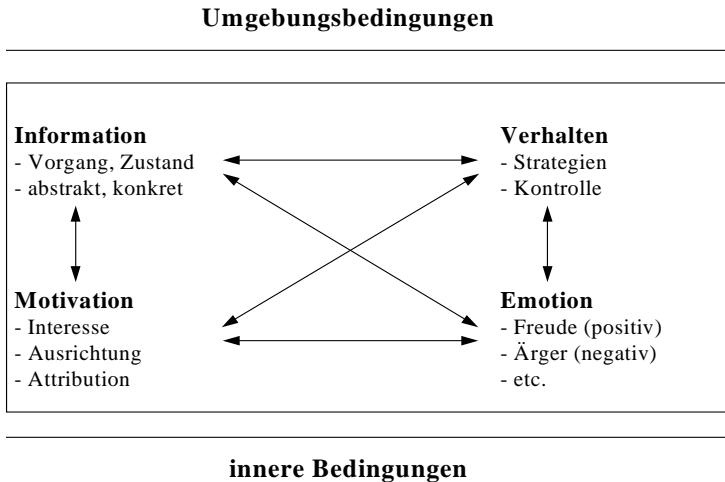 Umgebungsbedingungen
Information
- Vorgang, Zustand
- abstrakt, konkret
Verhalten
- Strategien
- Kontrolle
Motivation
- Interesse
- Ausrichtung
- Attribution
Emotion
- Freude (positiv)
- Ärger (negativ)
- etc.
innere Bedingungen